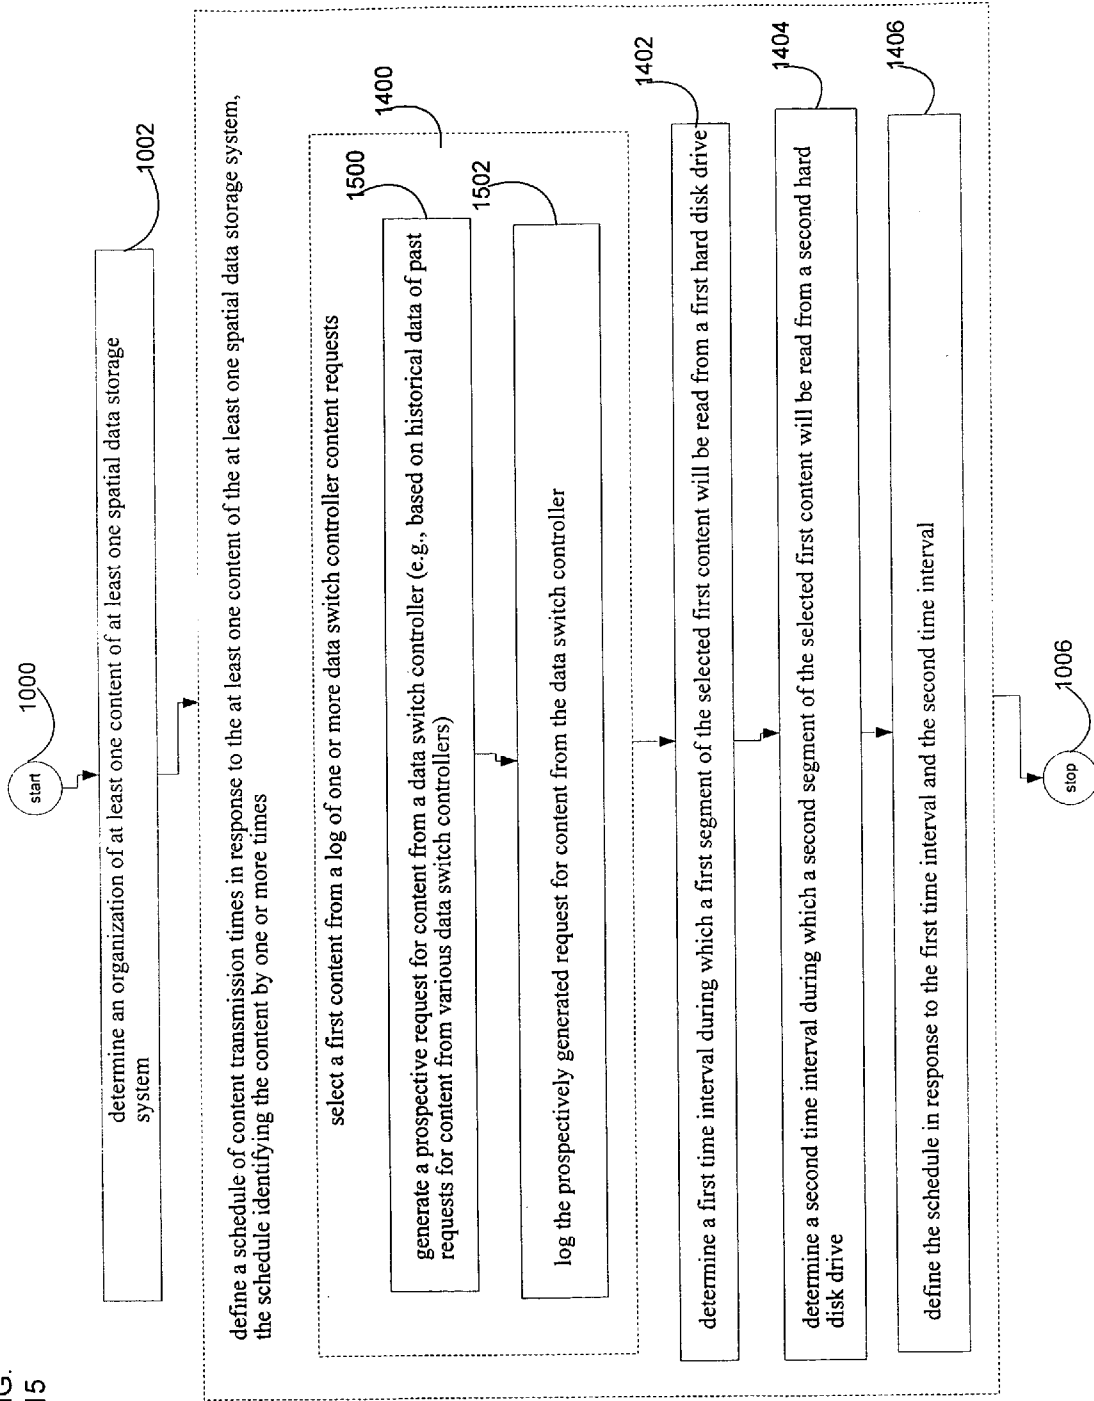 FIG.
15
start
1000
determine an organization of at least one content of at least one spatial data storage
system
1002
define a schedule of content transmission times in response to the at least one content of the at least one spatial data storage system,
the schedule identifying the content by one or more times
select a first content from a log of one or more data switch controller content requests
1400
generate a prospective request for content from a data switch controller (e.g., based on historical data of past
requests for content from various data switch controllers)
1500
log the prospectively generated request for content from the data switch controller
1502
determine a first time interval during which a first segment of the selected first content will be read from a first hard disk drive
1402
determine a second time interval during which a second segment of the selected first content will be read from a second hard
disk drive
1404
define the schedule in response to the first time interval and the second time interval
1406
stop
1006